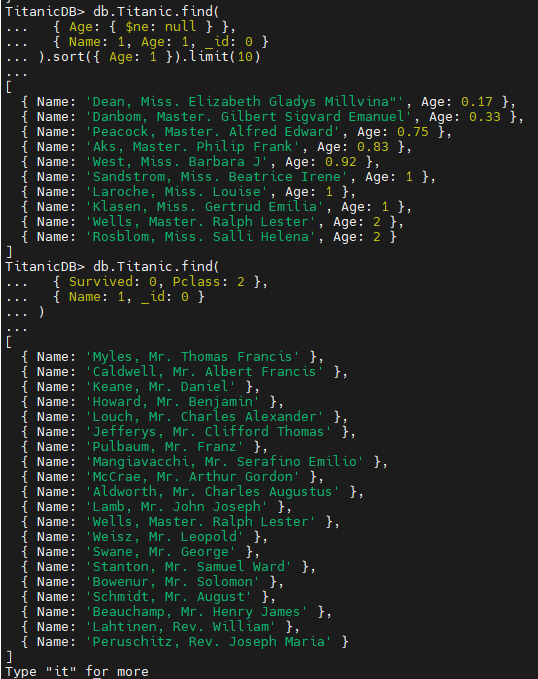 TitanicDB> db.Titanic.find(
...   { Age: { $ne: null } },
...   { Name: 1, Age: 1, _id: 0 }
... ).sort({ Age: 1 }).limit(10)
...
[
  { Name: 'Dean, Miss. Elizabeth Gladys Millvina"', Age: 0.17 },
  { Name: 'Danbom, Master. Gilbert Sigvard Emanuel', Age: 0.33 },
  { Name: 'Peacock, Master. Alfred Edward', Age: 0.75 },
  { Name: 'Aks, Master. Philip Frank', Age: 0.83 },
  { Name: 'West, Miss. Barbara J', Age: 0.92 },
  { Name: 'Sandstrom, Miss. Beatrice Irene', Age: 1 },
  { Name: 'Laroche, Miss. Louise', Age: 1 },
  { Name: 'Klasen, Miss. Gertrud Emilia', Age: 1 },
  { Name: 'Wells, Master. Ralph Lester', Age: 2 },
  { Name: 'Rosblom, Miss. Salli Helena', Age: 2 }
]
TitanicDB> db.Titanic.find(
...   { Survived: 0, Pclass: 2 },
...   { Name: 1, _id: 0 }
... )
...
[
  { Name: 'Myles, Mr. Thomas Francis' },
  { Name: 'Caldwell, Mr. Albert Francis' },
  { Name: 'Keane, Mr. Daniel' },
  { Name: 'Howard, Mr. Benjamin' },
  { Name: 'Louch, Mr. Charles Alexander' },
  { Name: 'Jefferys, Mr. Clifford Thomas' },
  { Name: 'Pulbaum, Mr. Franz' },
  { Name: 'Mangiavacchi, Mr. Serafino Emilio' },
  { Name: 'McCrae, Mr. Arthur Gordon' },
  { Name: 'Aldworth, Mr. Charles Augustus' },
  { Name: 'Lamb, Mr. John Joseph' },
  { Name: 'Wells, Master. Ralph Lester' },
  { Name: 'Weisz, Mr. Leopold' },
  { Name: 'Swane, Mr. George' },
  { Name: 'Stanton, Mr. Samuel Ward' },
  { Name: 'Bowenur, Mr. Solomon' },
  { Name: 'Schmidt, Mr. August' },
  { Name: 'Beauchamp, Mr. Henry James' },
  { Name: 'Lahtinen, Rev. William' },
  { Name: 'Peruschitz, Rev. Joseph Maria' }
]
Type "it" for more